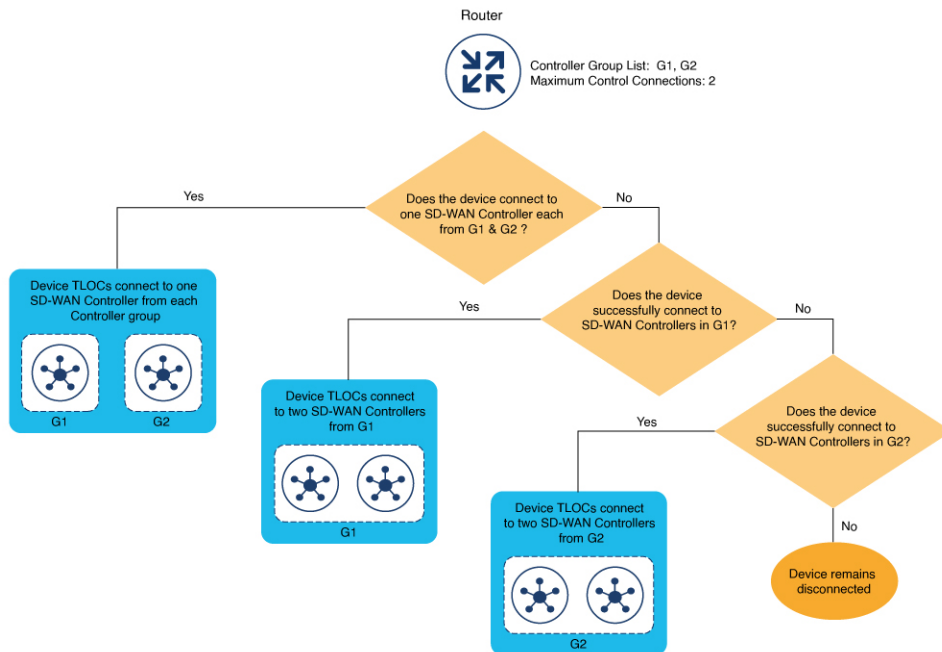 Router
Controller Group List: G1, G2
Maximum Control Connections: 2
Does the device connect to
one SD-WAN Controller each
from G1 & G2 ?
Yes
No
Device TLOCs connect to one
SD-WAN Controller from each
Controller group
G1
G2
Does the device
successfully connect to
SD-WAN Controllers in G1?
Yes
No
Device TLOCs connect
to two SD-WAN Controllers
from G1
G1
Does the device
successfully connect to
SD-WAN Controllers in G2?
Yes
No
Device TLOCs connect
to two SD-WAN Controllers
from G2
G2
Device remains
disconnected